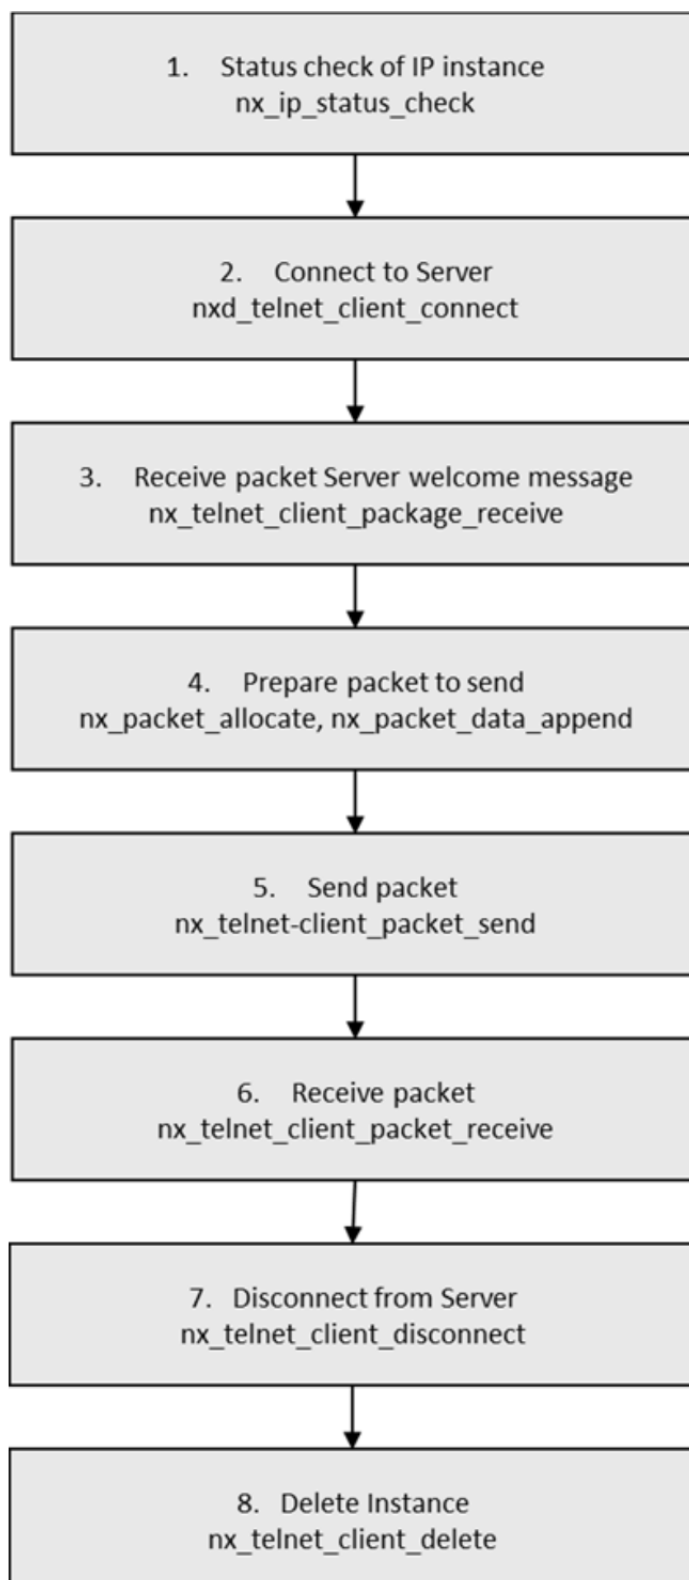 1. Status check of IP instance
nx_ip_status_check
2. Connect to Server
nxd_telnet_client_connect
3. Receive packet Server welcome message
nx_telnet_client_package_receive
4. Prepare packet to send
nx_packet_allocate, nx_packet_data_append
5. Send packet
nx_telnet-client_packet_send
6. Receive packet
nx_telnet_client_packet_receive
7. Disconnect from Server
nx_telnet_client_disconnect
8. Delete Instance
nx_telnet_client_delete